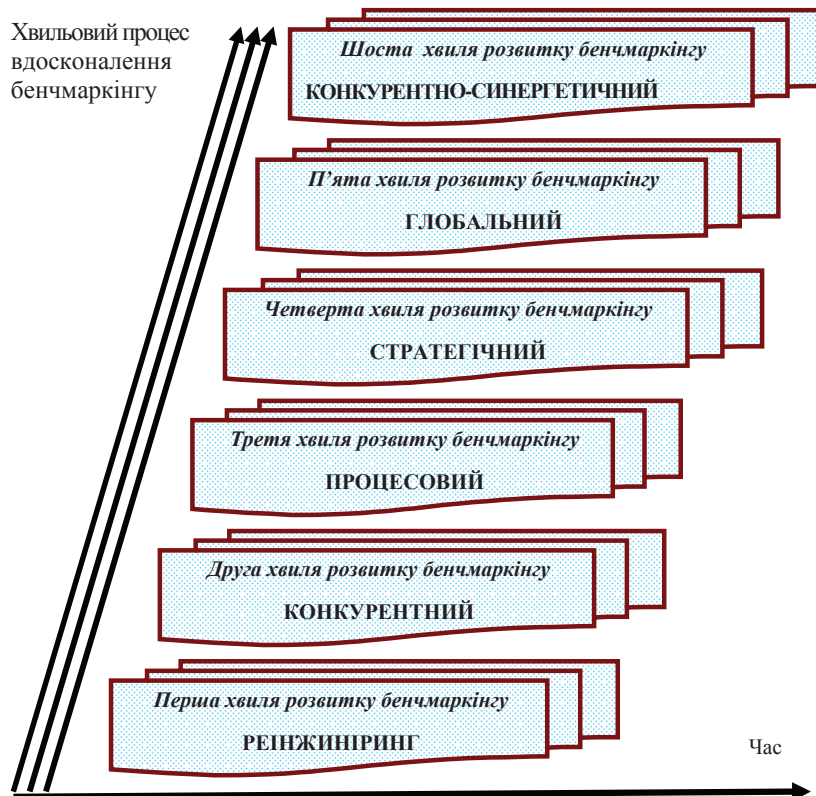 Хвильовий процес
вдосконалення
бенчмаркінгу
Шоста хвиля розвитку бенчмаркінгу
КОНКУРЕНТНО-СИНЕРГЕТИЧНИЙ
П’ята хвиля розвитку бенчмаркінгу
ГЛОБАЛЬНИЙ
Четверта хвиля розвитку бенчмаркінгу
СТРАТЕГІЧНИЙ
Третя хвиля розвитку бенчмаркінгу
ПРОЦЕСОВИЙ
Друга хвиля розвитку бенчмаркінгу
КОНКУРЕНТНИЙ
Перша хвиля розвитку бенчмаркінгу
РЕІНЖИНІРИНГ
Час